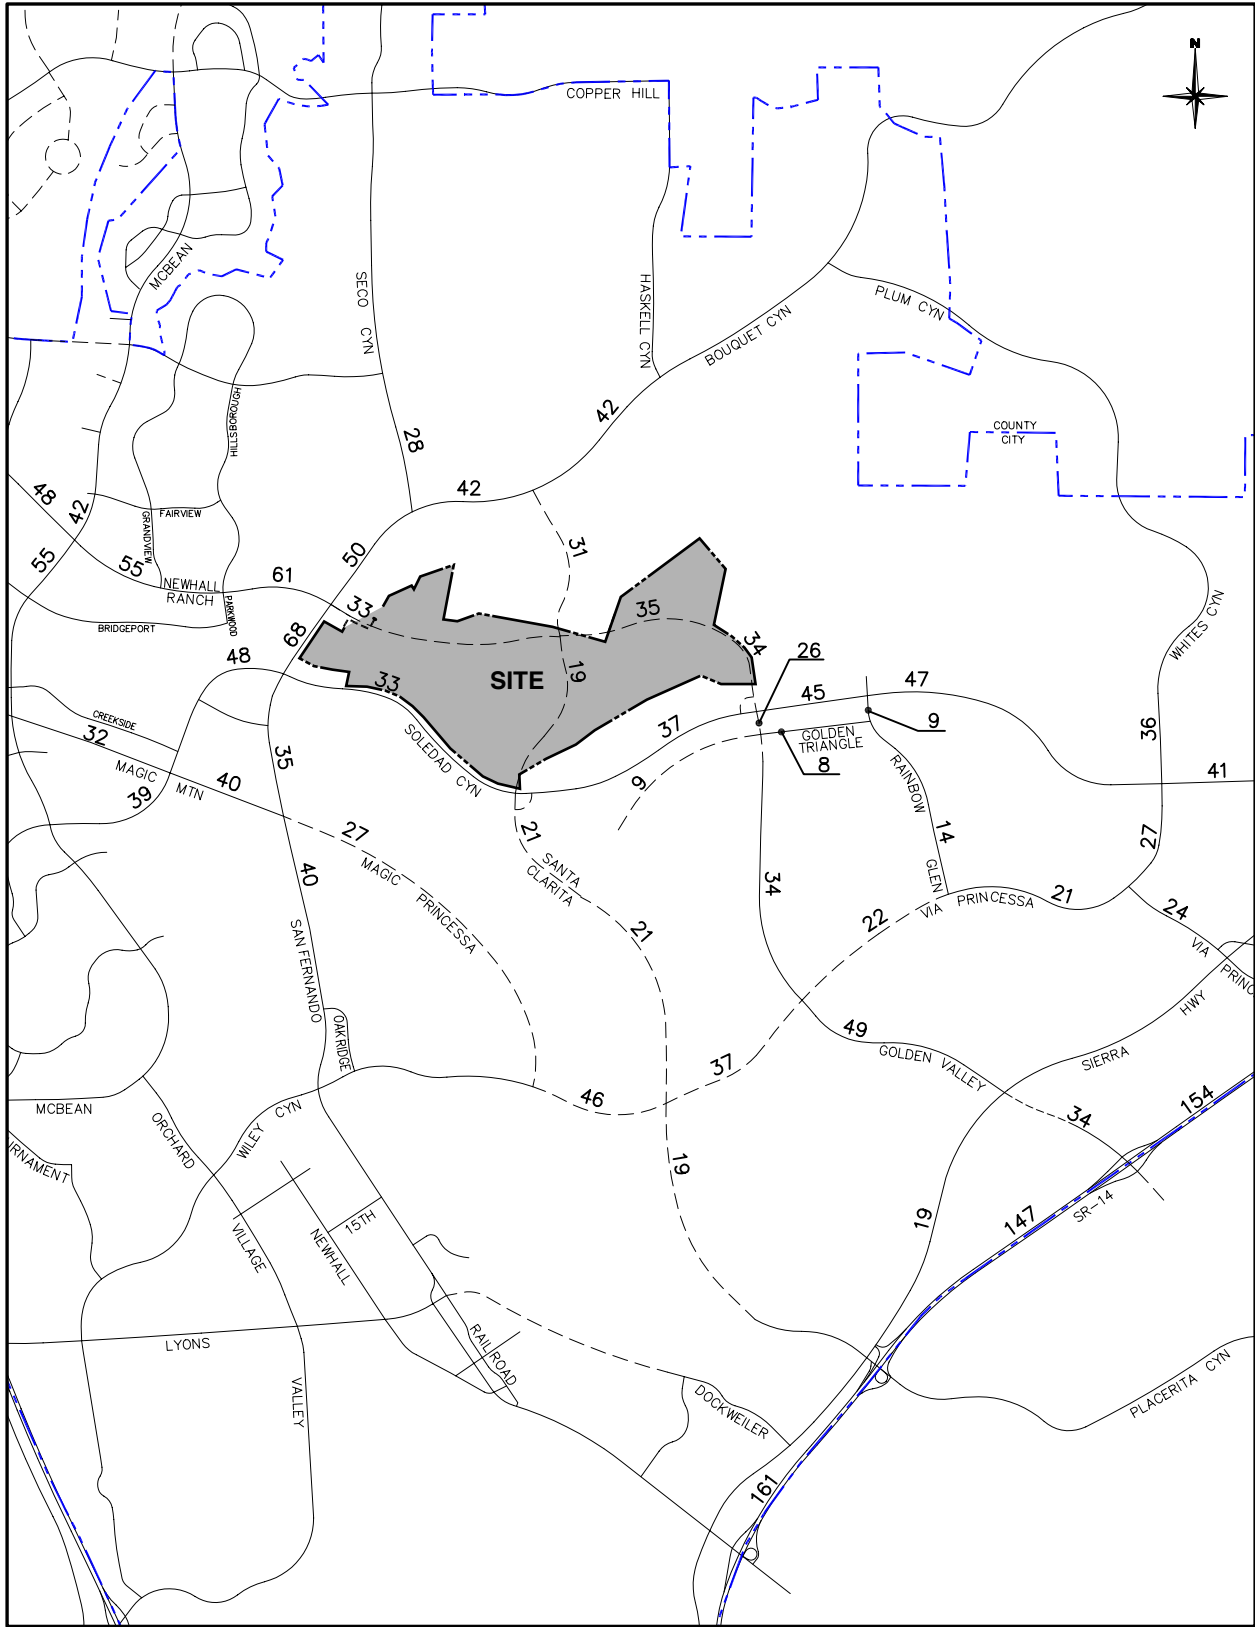 N
COPPER HILL
MCBEAN
SECO CYN
HASKELL CYN
BOUQUET CYN
PLUM CYN
HILLSBOROUGH
28
42
COUNTY
CITY
48
42
42
FAIRVIEW
GRANDVIEW
55
55
NEWHALL
RANCH
61
50
31
PARKWOOD
BRIDGEPORT
33
35
WHITES CYN
68
34
48
26
19
SITE
33
45
47
37
9
CREEKSIDE
32
35
SOLEDAD CYN
GOLDEN
TRIANGLE
36
MAGIC
MTN
40
39
9
8
RAINBOW
41
27
21
14
27
MAGIC
PRINCESSA
40
SANTA
CLARITA
34
GLEN
VIA PRINCESSA
21
24
22
VIA
PRINC
21
SAN FERNANDO
OAKRIDGE
HWY
49
GOLDEN VALLEY
SIERRA
37
46
34
154
MCBEAN
ORCHARD
WILEY CYN
RNAMENT
19
19
147
SR-14
VILLAGE
NEWHALL
15TH
LYONS
RAILROAD
VALLEY
DOCKWEILER
PLACERITA CYN
161